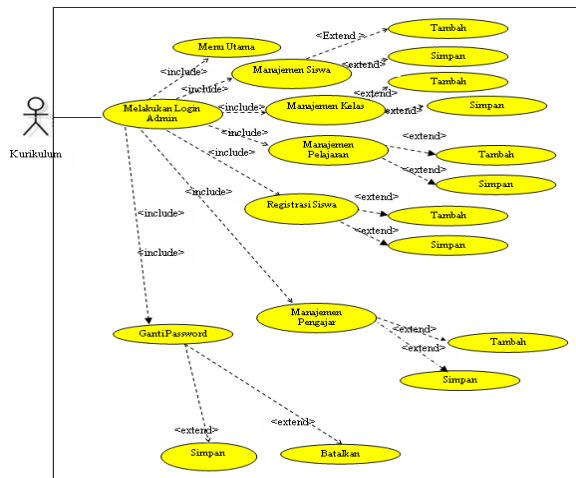 <Extend >
Tambah
Menu Utama
<include>
Manajemen Siswa
<extend>
Simpan
<include>
<extend>
Tambah
Melakukan Login
Admin
<include>
Manajemen Kelas
<extend>
Simpan
Kurikulum
<include>
Manajemen
Pelajaran
<extend>
Tambah
<include>
<extend>
Simpan
<include>
<include>
Registrasi Siswa
<extend>
Tambah
<extend>
Simpan
<include>
GantiPassword
Manajemen
Pengajar
<extend>
Tambah
<extend>
Simpan
<extend>
Simpan
<extend>
Batalkan